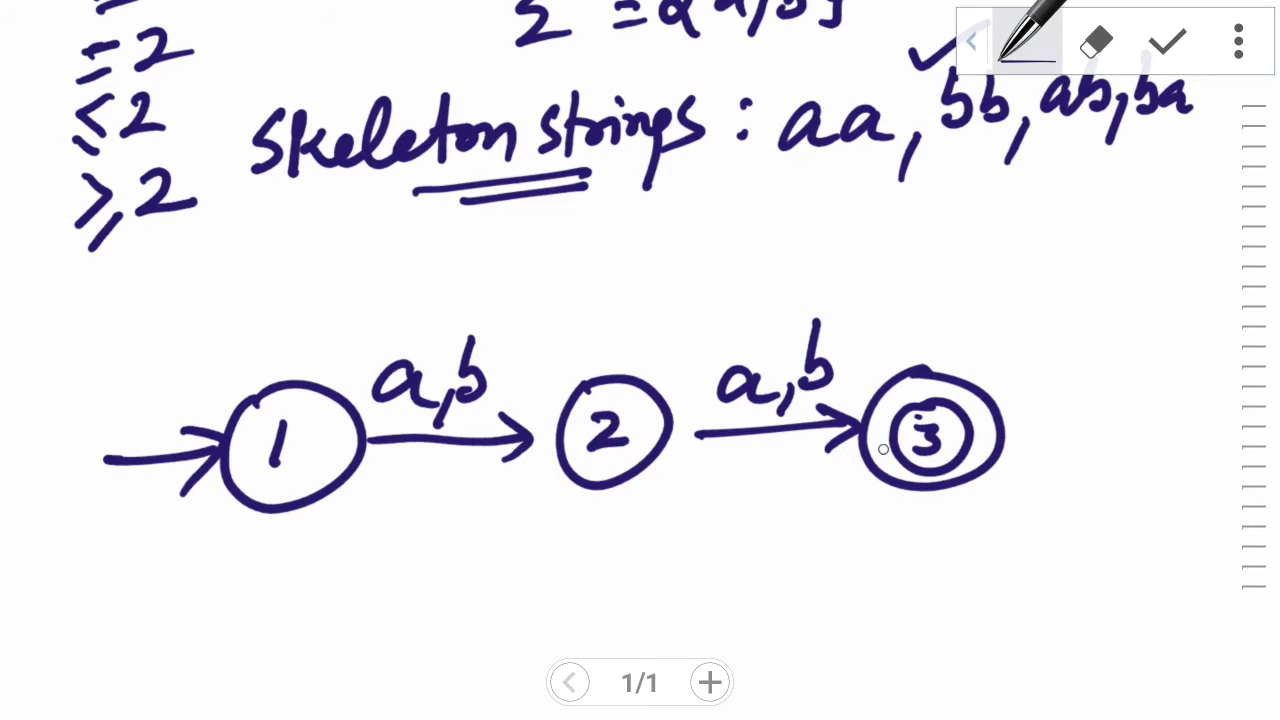 = 2
Σ = {a,b}
≤ 2
skeleton strings : aa, bb, ab, ba
≥ 2
a,b
a,b
1
2
3
1/1